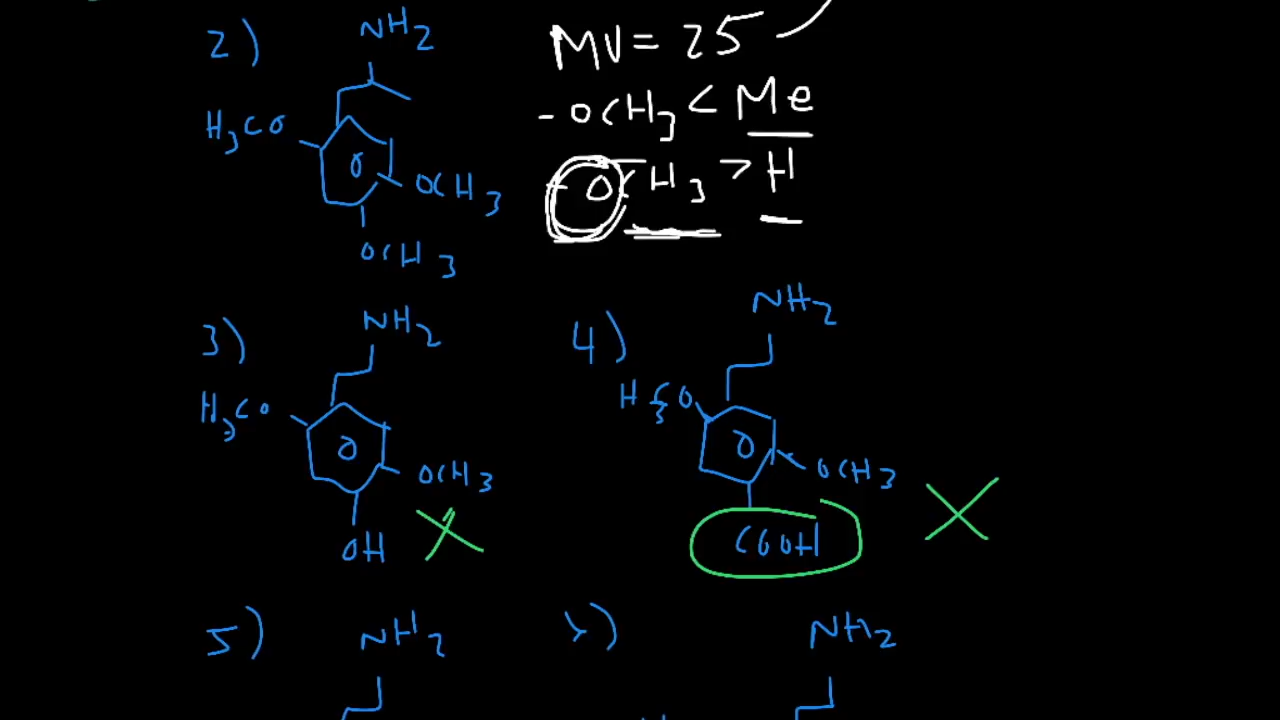 2)
NH2
MU = 25
-OCH3 < Me
H3CO
-OCH3 > H
OCH3
OCH3
3)
NH2
4)
NH2
H3CO
H3CO
OCH3
OCH3
OH
COOH
5)
NH2
NH2